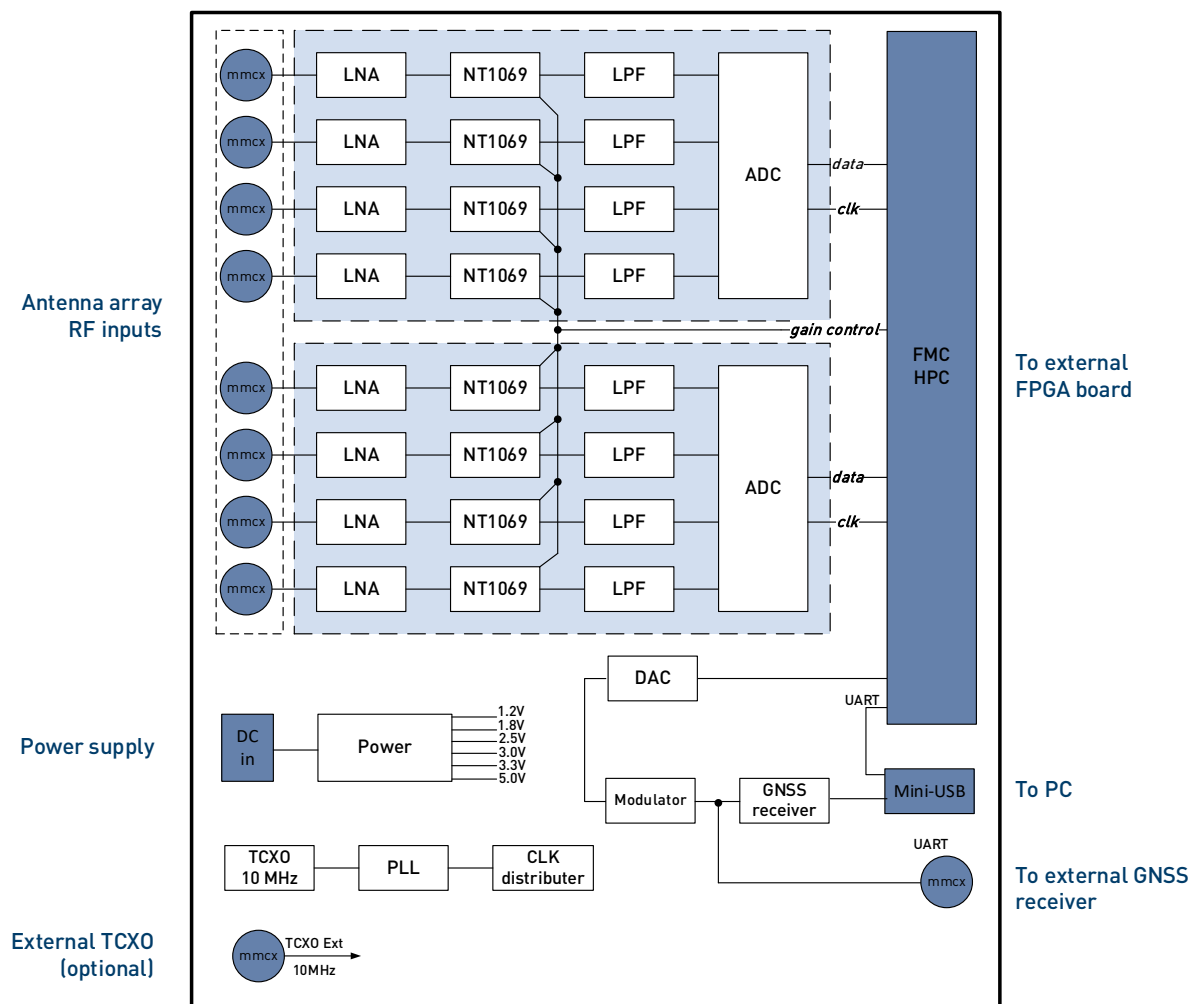 mmcx LNA NT1069 LPF
mmcx LNA NT1069 LPF
ADC
data
mmcx LNA NT1069 LPF
clk
mmcx LNA NT1069 LPF
Antenna array
RF inputs
gain control
FMC
HPC
To external
FPGA board
mmcx LNA NT1069 LPF
mmcx LNA NT1069 LPF
ADC
data
mmcx LNA NT1069 LPF
clk
mmcx LNA NT1069 LPF
DAC
UART
Power supply
DC
in
Power
1.2V
1.8V
2.5V
3.0V
3.3V
5.0V
Modulator
GNSS
receiver
Mini-USB
To PC
TCXO
10 MHz
PLL
CLK
distributer
UART
mmcx
To external GNSS
receiver
External TCXO
(optional)
mmcx
TCXO Ext
10MHz